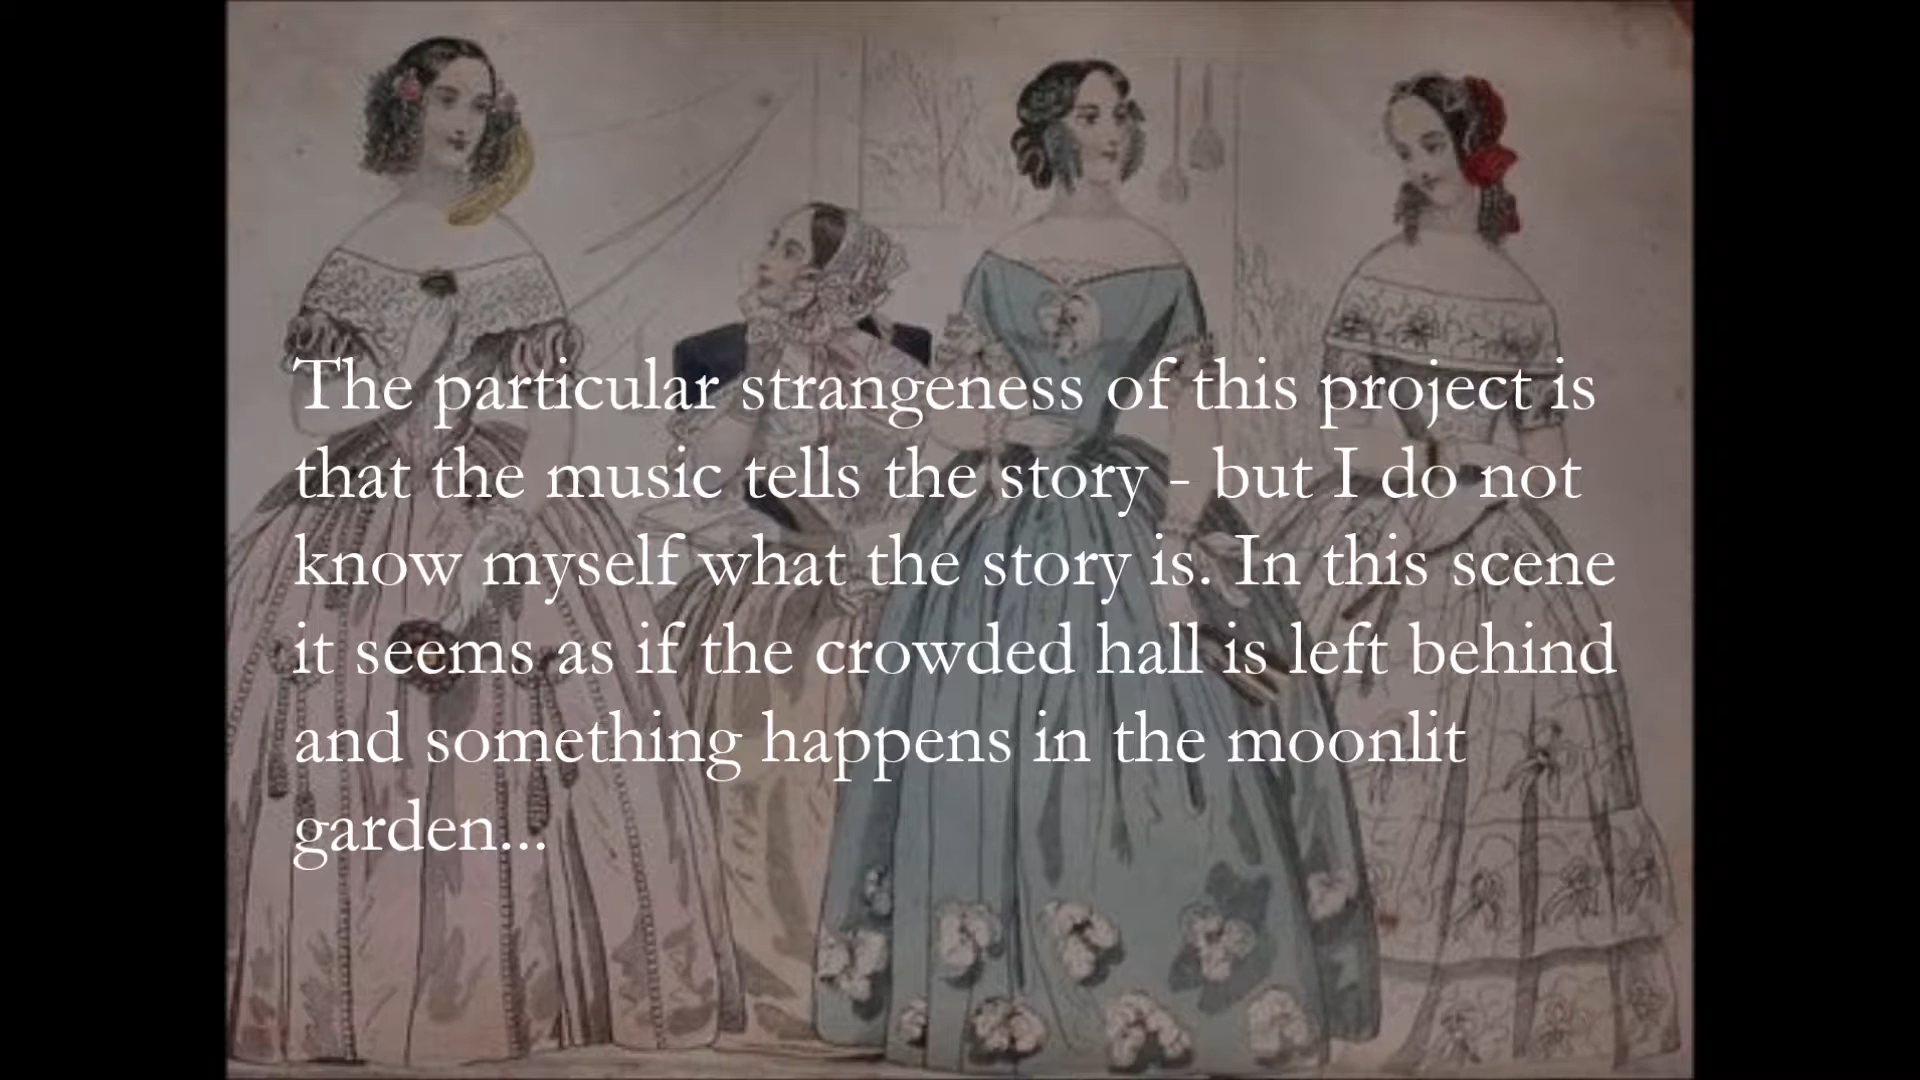 The particular strangeness of this project is
that the music tells the story - but I do not
know myself what the story is. In this scene
it seems as if the crowded hall is left behind
and something happens in the moonlit
garden...